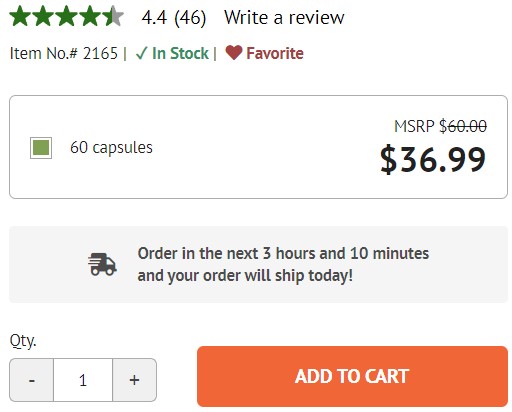 4.4 (46) Write a review
Item No.# 2165 | ✓ In Stock | ♥ Favorite
60 capsules
MSRP $60.00
$36.99
Order in the next 3 hours and 10 minutes
and your order will ship today!
Qty.
- 1 +
ADD TO CART